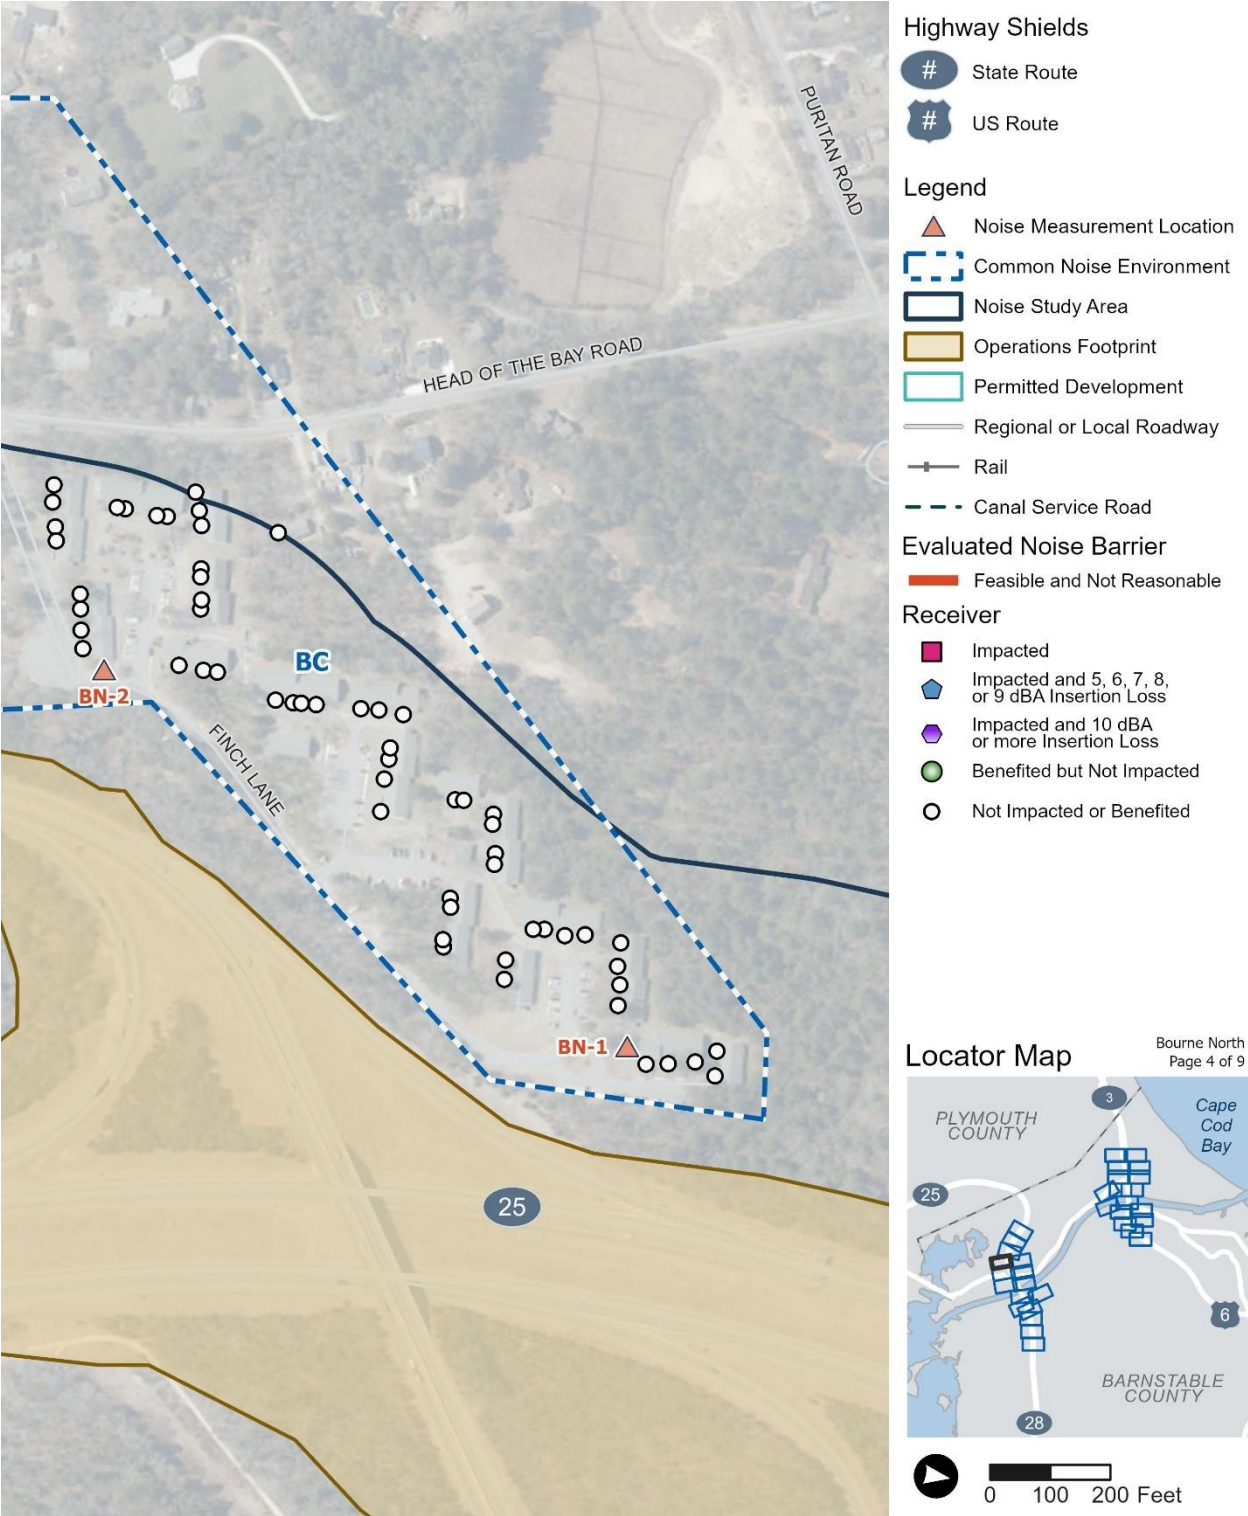 PURITAN ROAD
HEAD OF THE BAY ROAD
BC
BN-2
FINCH LANE
BN-1
25
Highway Shields
# State Route
# US Route
Legend
Noise Measurement Location
Common Noise Environment
Noise Study Area
Operations Footprint
Permitted Development
Regional or Local Roadway
Rail
Canal Service Road
Evaluated Noise Barrier
Feasible and Not Reasonable
Receiver
Impacted
Impacted and 5, 6, 7, 8,
or 9 dBA Insertion Loss
Impacted and 10 dBA
or more Insertion Loss
Benefited but Not Impacted
Not Impacted or Benefited
Locator Map
Bourne North
Page 4 of 9
3
PLYMOUTH
COUNTY
Cape
Cod
Bay
25
6
BARNSTABLE
COUNTY
28
0 100 200 Feet